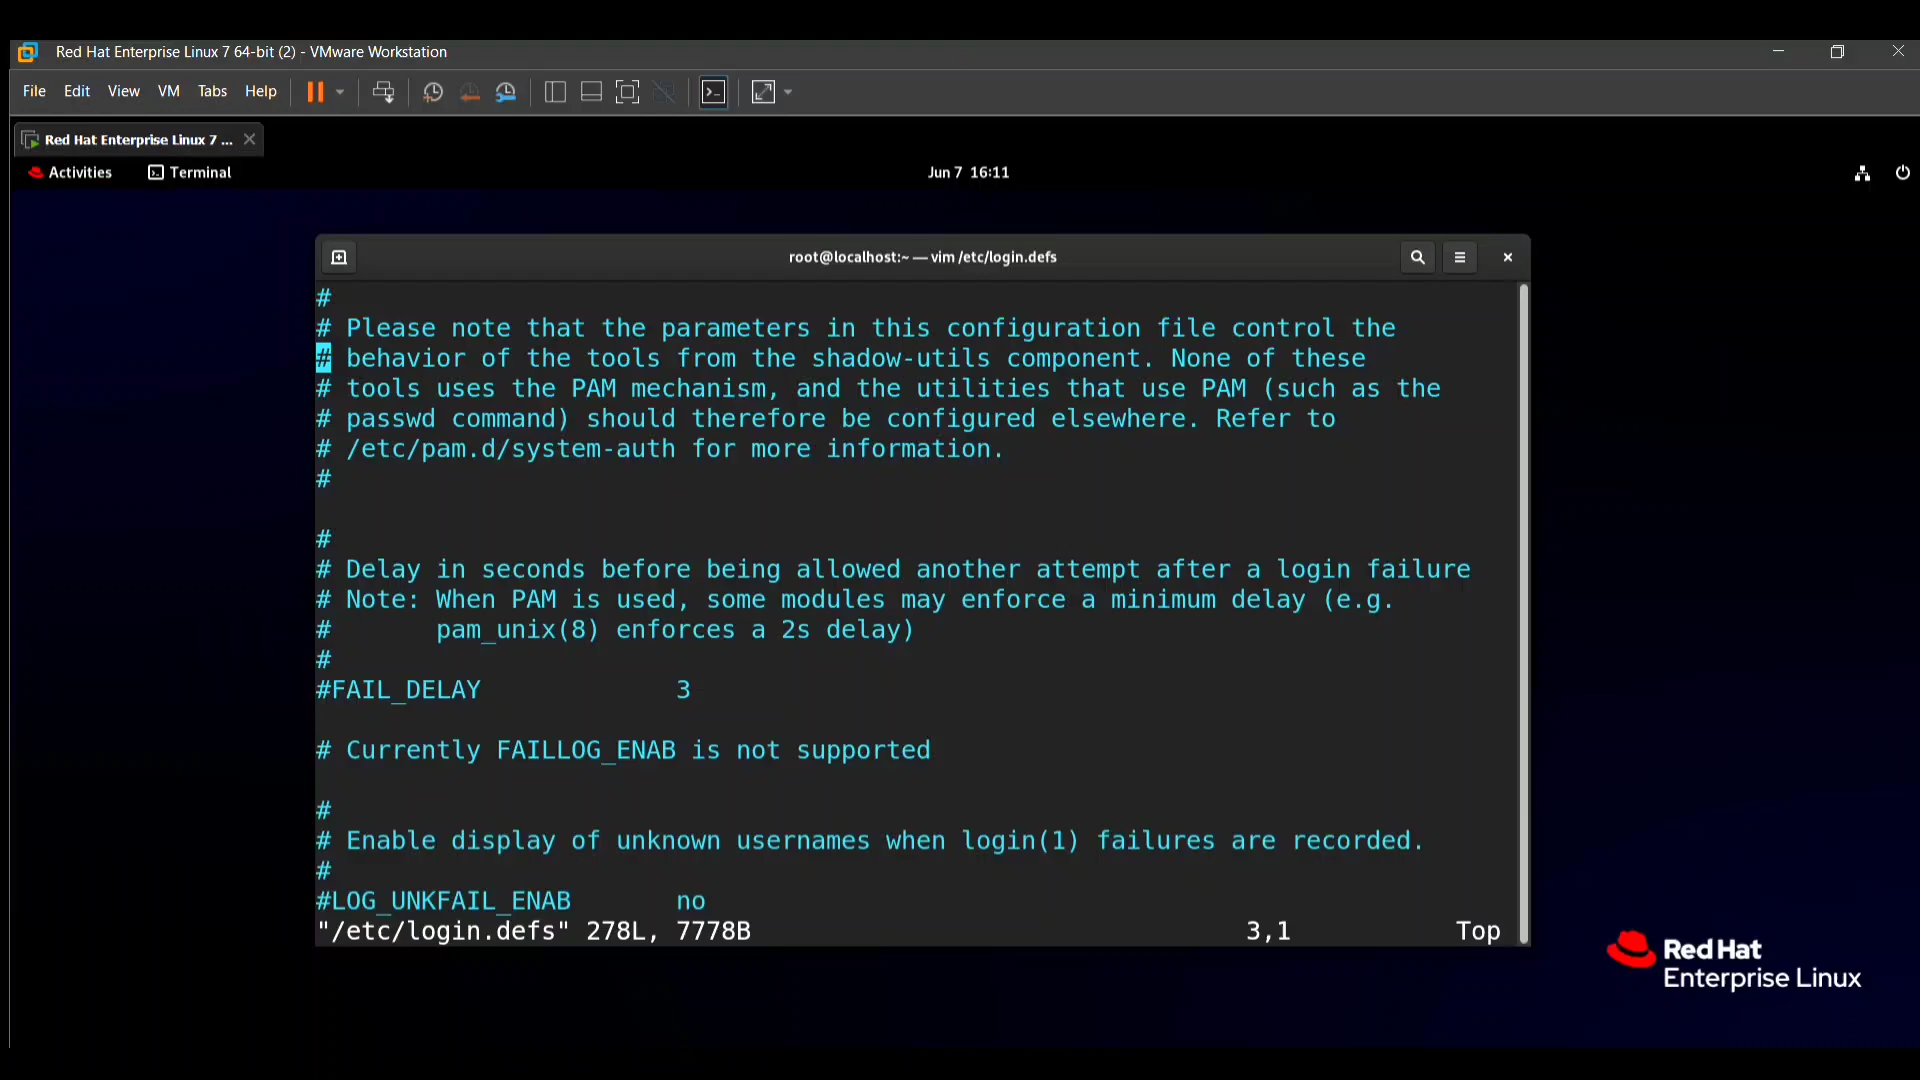 Red Hat Enterprise Linux 7 64-bit (2) - VMware Workstation
File Edit View VM Tabs Help
Red Hat Enterprise Linux 7 ...
Activities Terminal Jun 7 16:11
root@localhost:~ — vim /etc/login.defs
#
# Please note that the parameters in this configuration file control the
# behavior of the tools from the shadow-utils component. None of these
# tools uses the PAM mechanism, and the utilities that use PAM (such as the
# passwd command) should therefore be configured elsewhere. Refer to
# /etc/pam.d/system-auth for more information.
#
#
# Delay in seconds before being allowed another attempt after a login failure
# Note: When PAM is used, some modules may enforce a minimum delay (e.g.
#       pam_unix(8) enforces a 2s delay)
#
#FAIL_DELAY             3
# Currently FAILLOG_ENAB is not supported
#
# Enable display of unknown usernames when login(1) failures are recorded.
#
#LOG_UNKFAIL_ENAB       no
"/etc/login.defs" 278L, 7778B 3,1 Top
Red Hat
Enterprise Linux